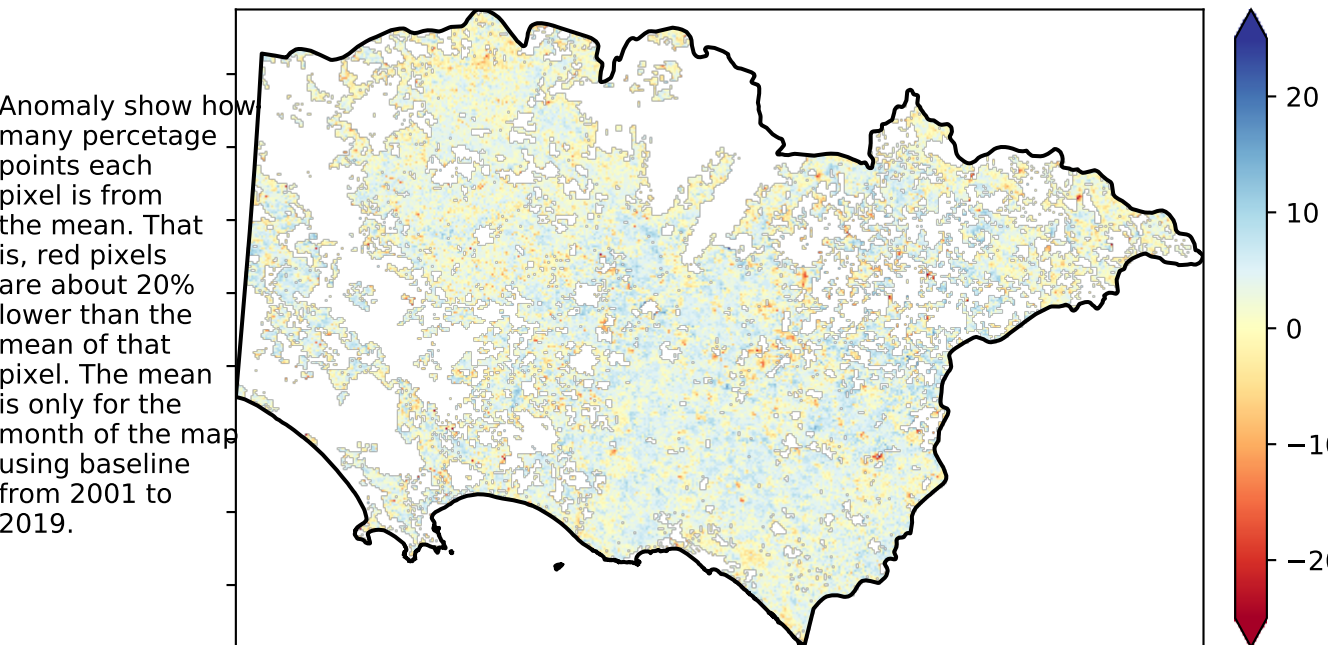 Anomaly show how
many percetage
points each
pixel is from
the mean. That
is, red pixels
are about 20%
lower than the
mean of that
pixel. The mean
is only for the
month of the map
using baseline
from 2001 to
2019.
20
10
0
−10
−20